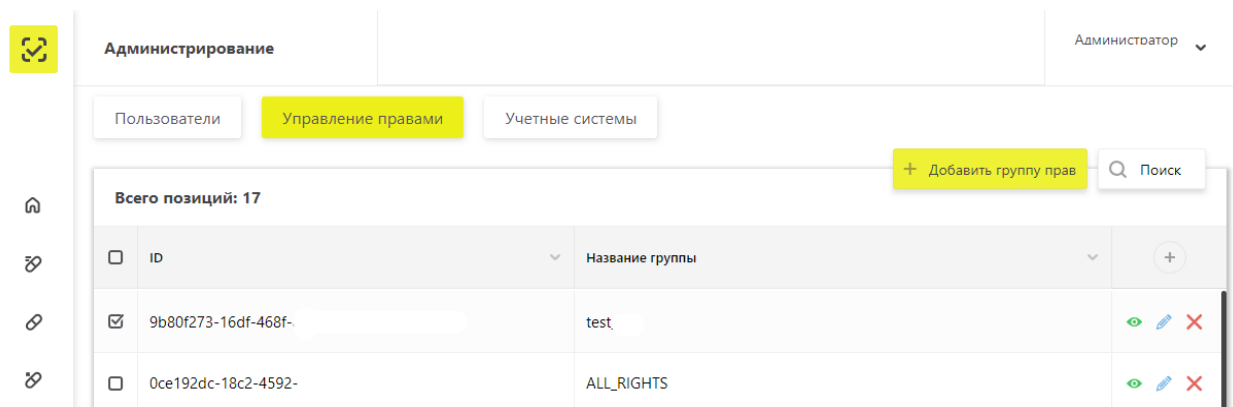 Администрирование
Администратор
Пользователи
Управление правами
Учетные системы
+ Добавить группу прав
Поиск
Всего позиций: 17
ID
Название группы
9b80f273-16df-468f-
test
0ce192dc-18c2-4592-
ALL_RIGHTS